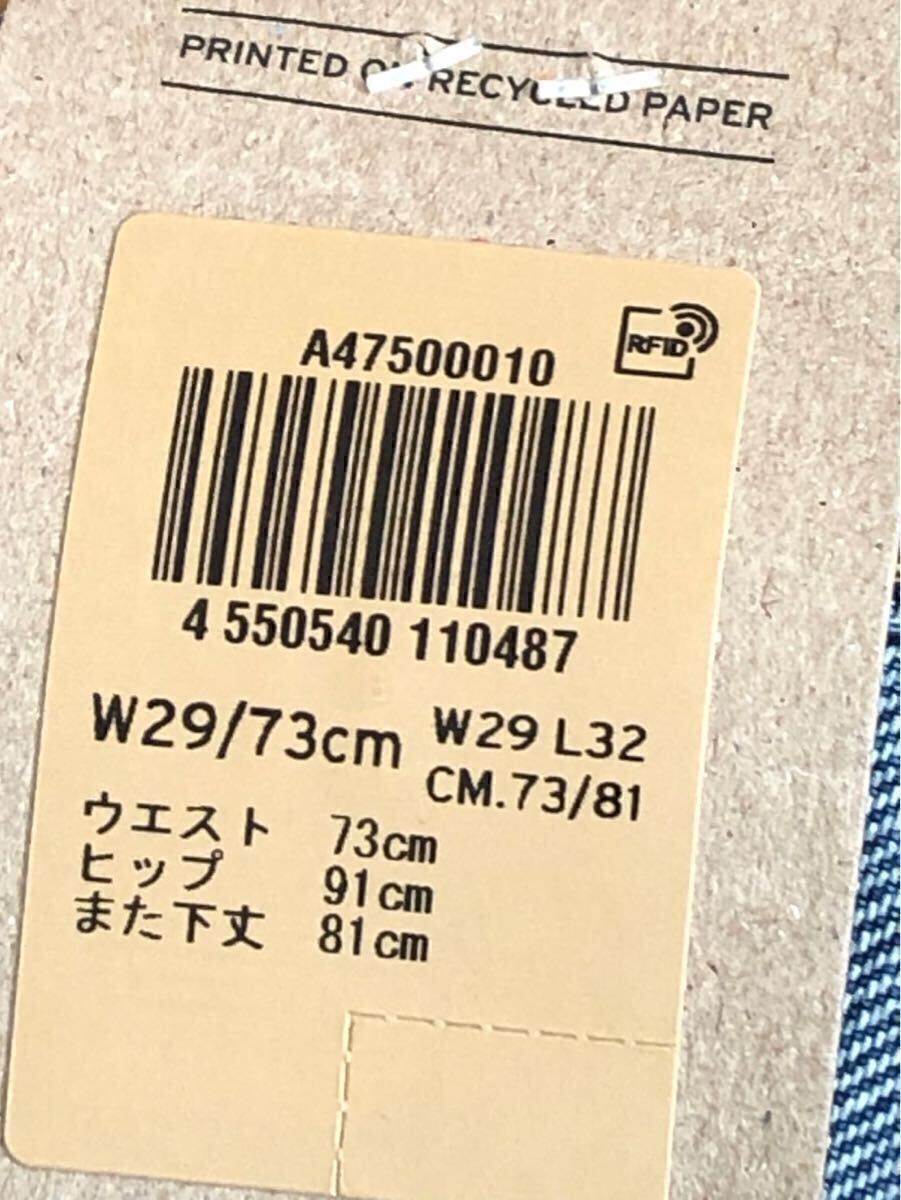 PRINTED ON RECYCLED PAPER
A47500010
RFID
4 550540 110487
W29/73cm
W29 L32
CM.73/81
ウエスト 73cm
ヒップ 91cm
また下丈 81cm